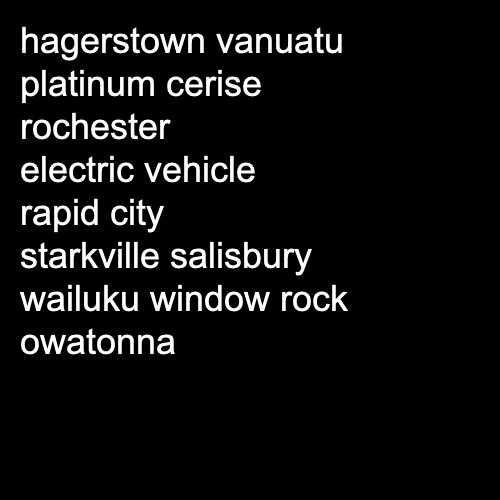 hagerstown vanuatu
platinum cerise
rochester
electric vehicle
rapid city
starkville salisbury
wailuku window rock
owatonna